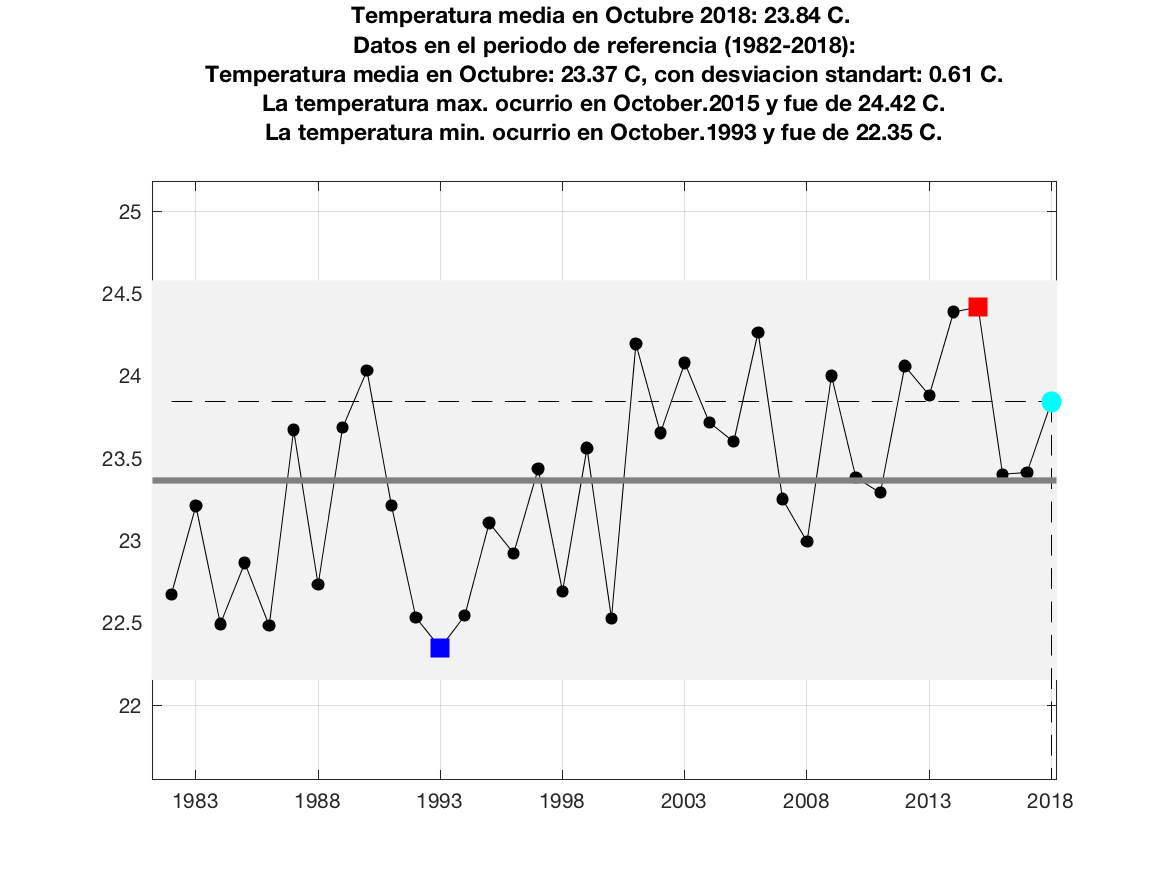 Temperatura media en Octubre 2018: 23.84 C.
Datos en el periodo de referencia (1982-2018):
Temperatura media en Octubre: 23.37 C, con desviacion standart: 0.61 C.
La temperatura max. ocurrio en October.2015 y fue de 24.42 C.
La temperatura min. ocurrio en October.1993 y fue de 22.35 C.
25
24.5
24
23.5
23
22.5
22
1983 1988 1993 1998 2003 2008 2013 2018